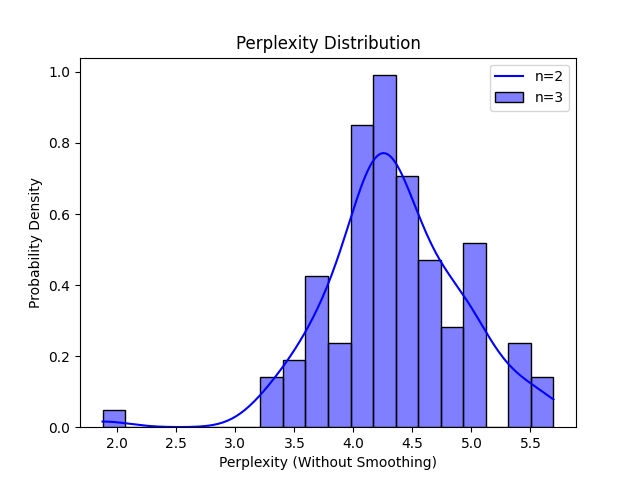 Perplexity Distribution
n=2
n=3
Probability Density
1.0
0.8
0.6
0.4
0.2
0.0
2.0 2.5 3.0 3.5 4.0 4.5 5.0 5.5
Perplexity (Without Smoothing)